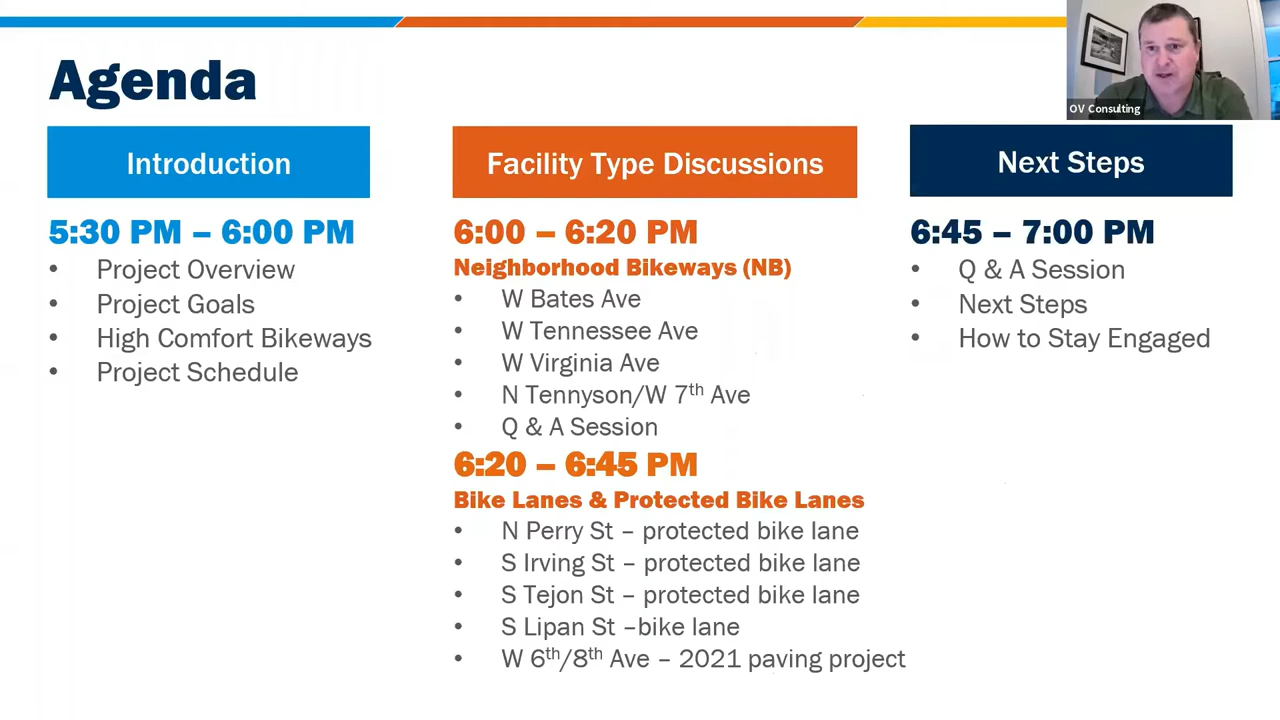 Agenda
OV Consulting
Introduction
5:30 PM – 6:00 PM
• Project Overview
• Project Goals
• High Comfort Bikeways
• Project Schedule
Facility Type Discussions
6:00 – 6:20 PM
Neighborhood Bikeways (NB)
• W Bates Ave
• W Tennessee Ave
• W Virginia Ave
• N Tennyson/W 7th Ave
• Q & A Session
6:20 – 6:45 PM
Bike Lanes & Protected Bike Lanes
• N Perry St – protected bike lane
• S Irving St – protected bike lane
• S Tejon St – protected bike lane
• S Lipan St –bike lane
• W 6th/8th Ave – 2021 paving project
Next Steps
6:45 – 7:00 PM
• Q & A Session
• Next Steps
• How to Stay Engaged